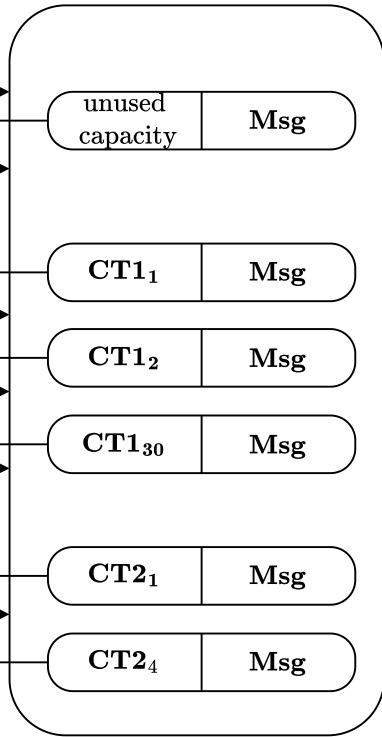 unused
capacity Msg
CT1₁ Msg
CT1₂ Msg
CT1₃₀ Msg
CT2₁ Msg
CT2₄ Msg